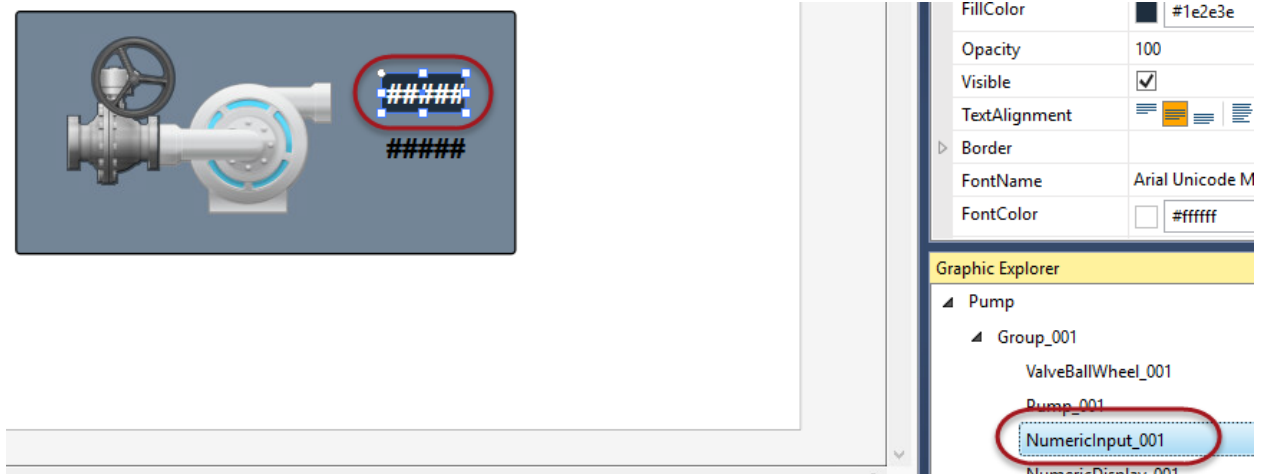 #####
#####
FillColor #1e2e3e
Opacity 100
Visible
TextAlignment
Border
FontName Arial Unicode M
FontColor #ffffff
Graphic Explorer
Pump
Group_001
ValveBallWheel_001
Pump_001
NumericInput_001
NumericDisplay_001